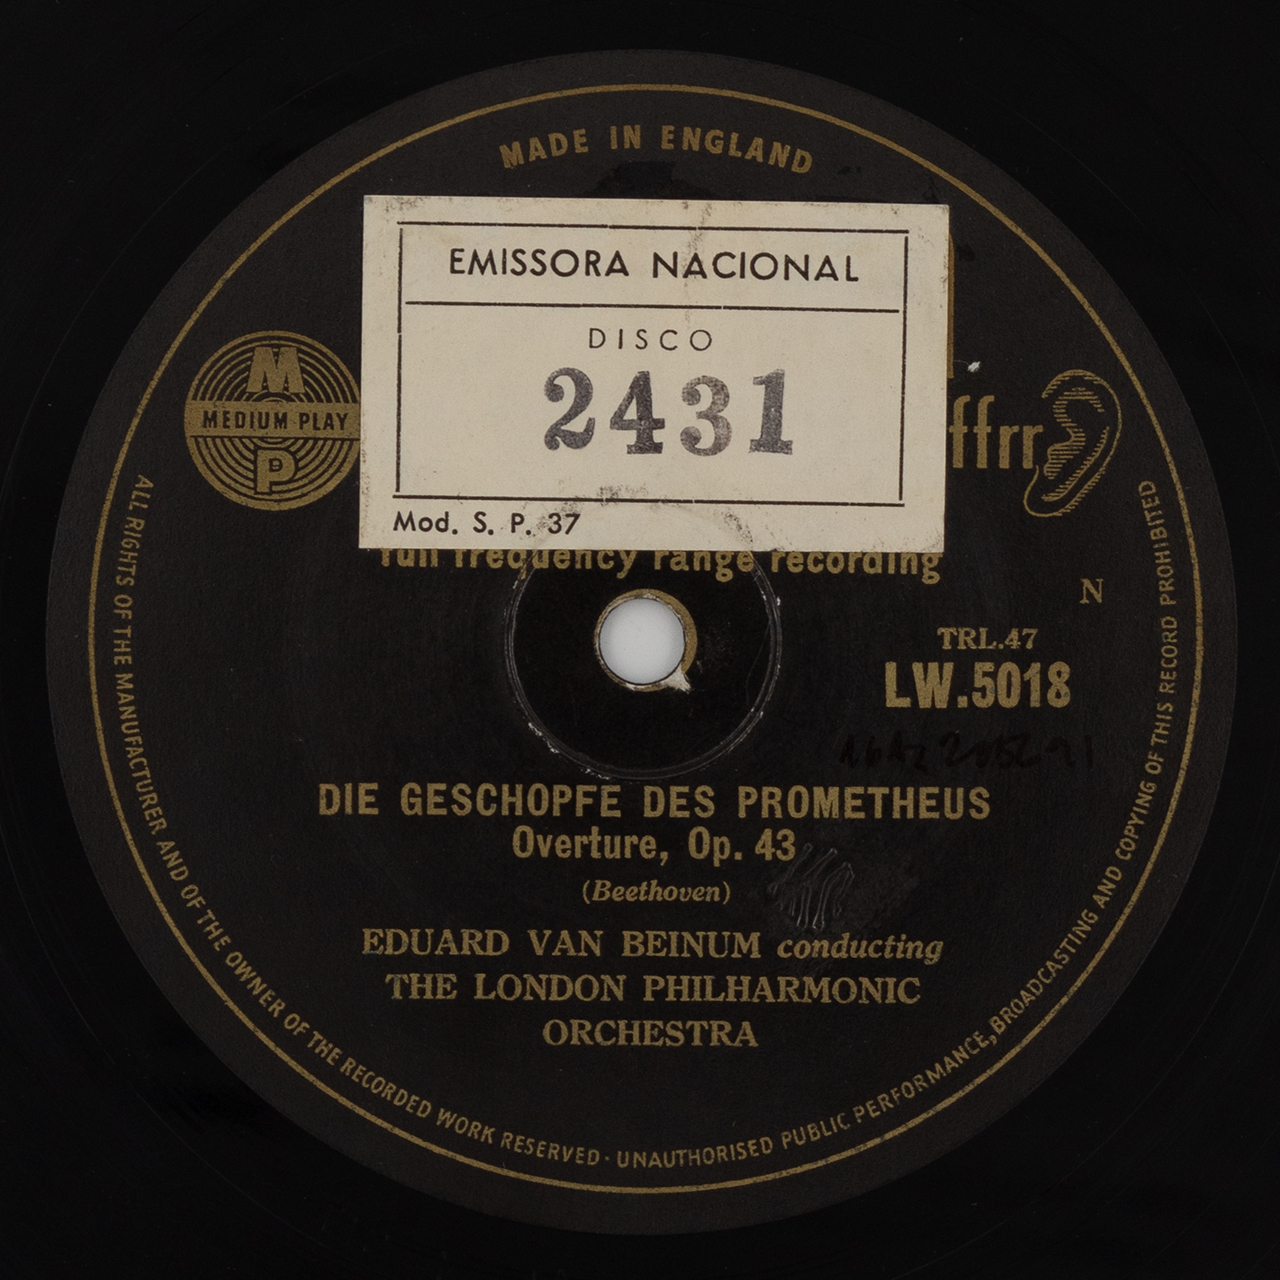 MADE IN ENGLAND
EMISSORA NACIONAL
DISCO
2431
Mod. S. P. 37
M
MEDIUM PLAY
P
ffrr
full frequency range recording
N
TRL.47
LW.5018
DIE GESCHOPFE DES PROMETHEUS
Overture, Op. 43
(Beethoven)
EDUARD VAN BEINUM conducting
THE LONDON PHILHARMONIC
ORCHESTRA
ALL RIGHTS OF THE MANUFACTURER AND OF THE OWNER OF THE RECORDED WORK RESERVED · UNAUTHORISED PUBLIC PERFORMANCE, BROADCASTING AND COPYING OF THIS RECORD PROHIBITED